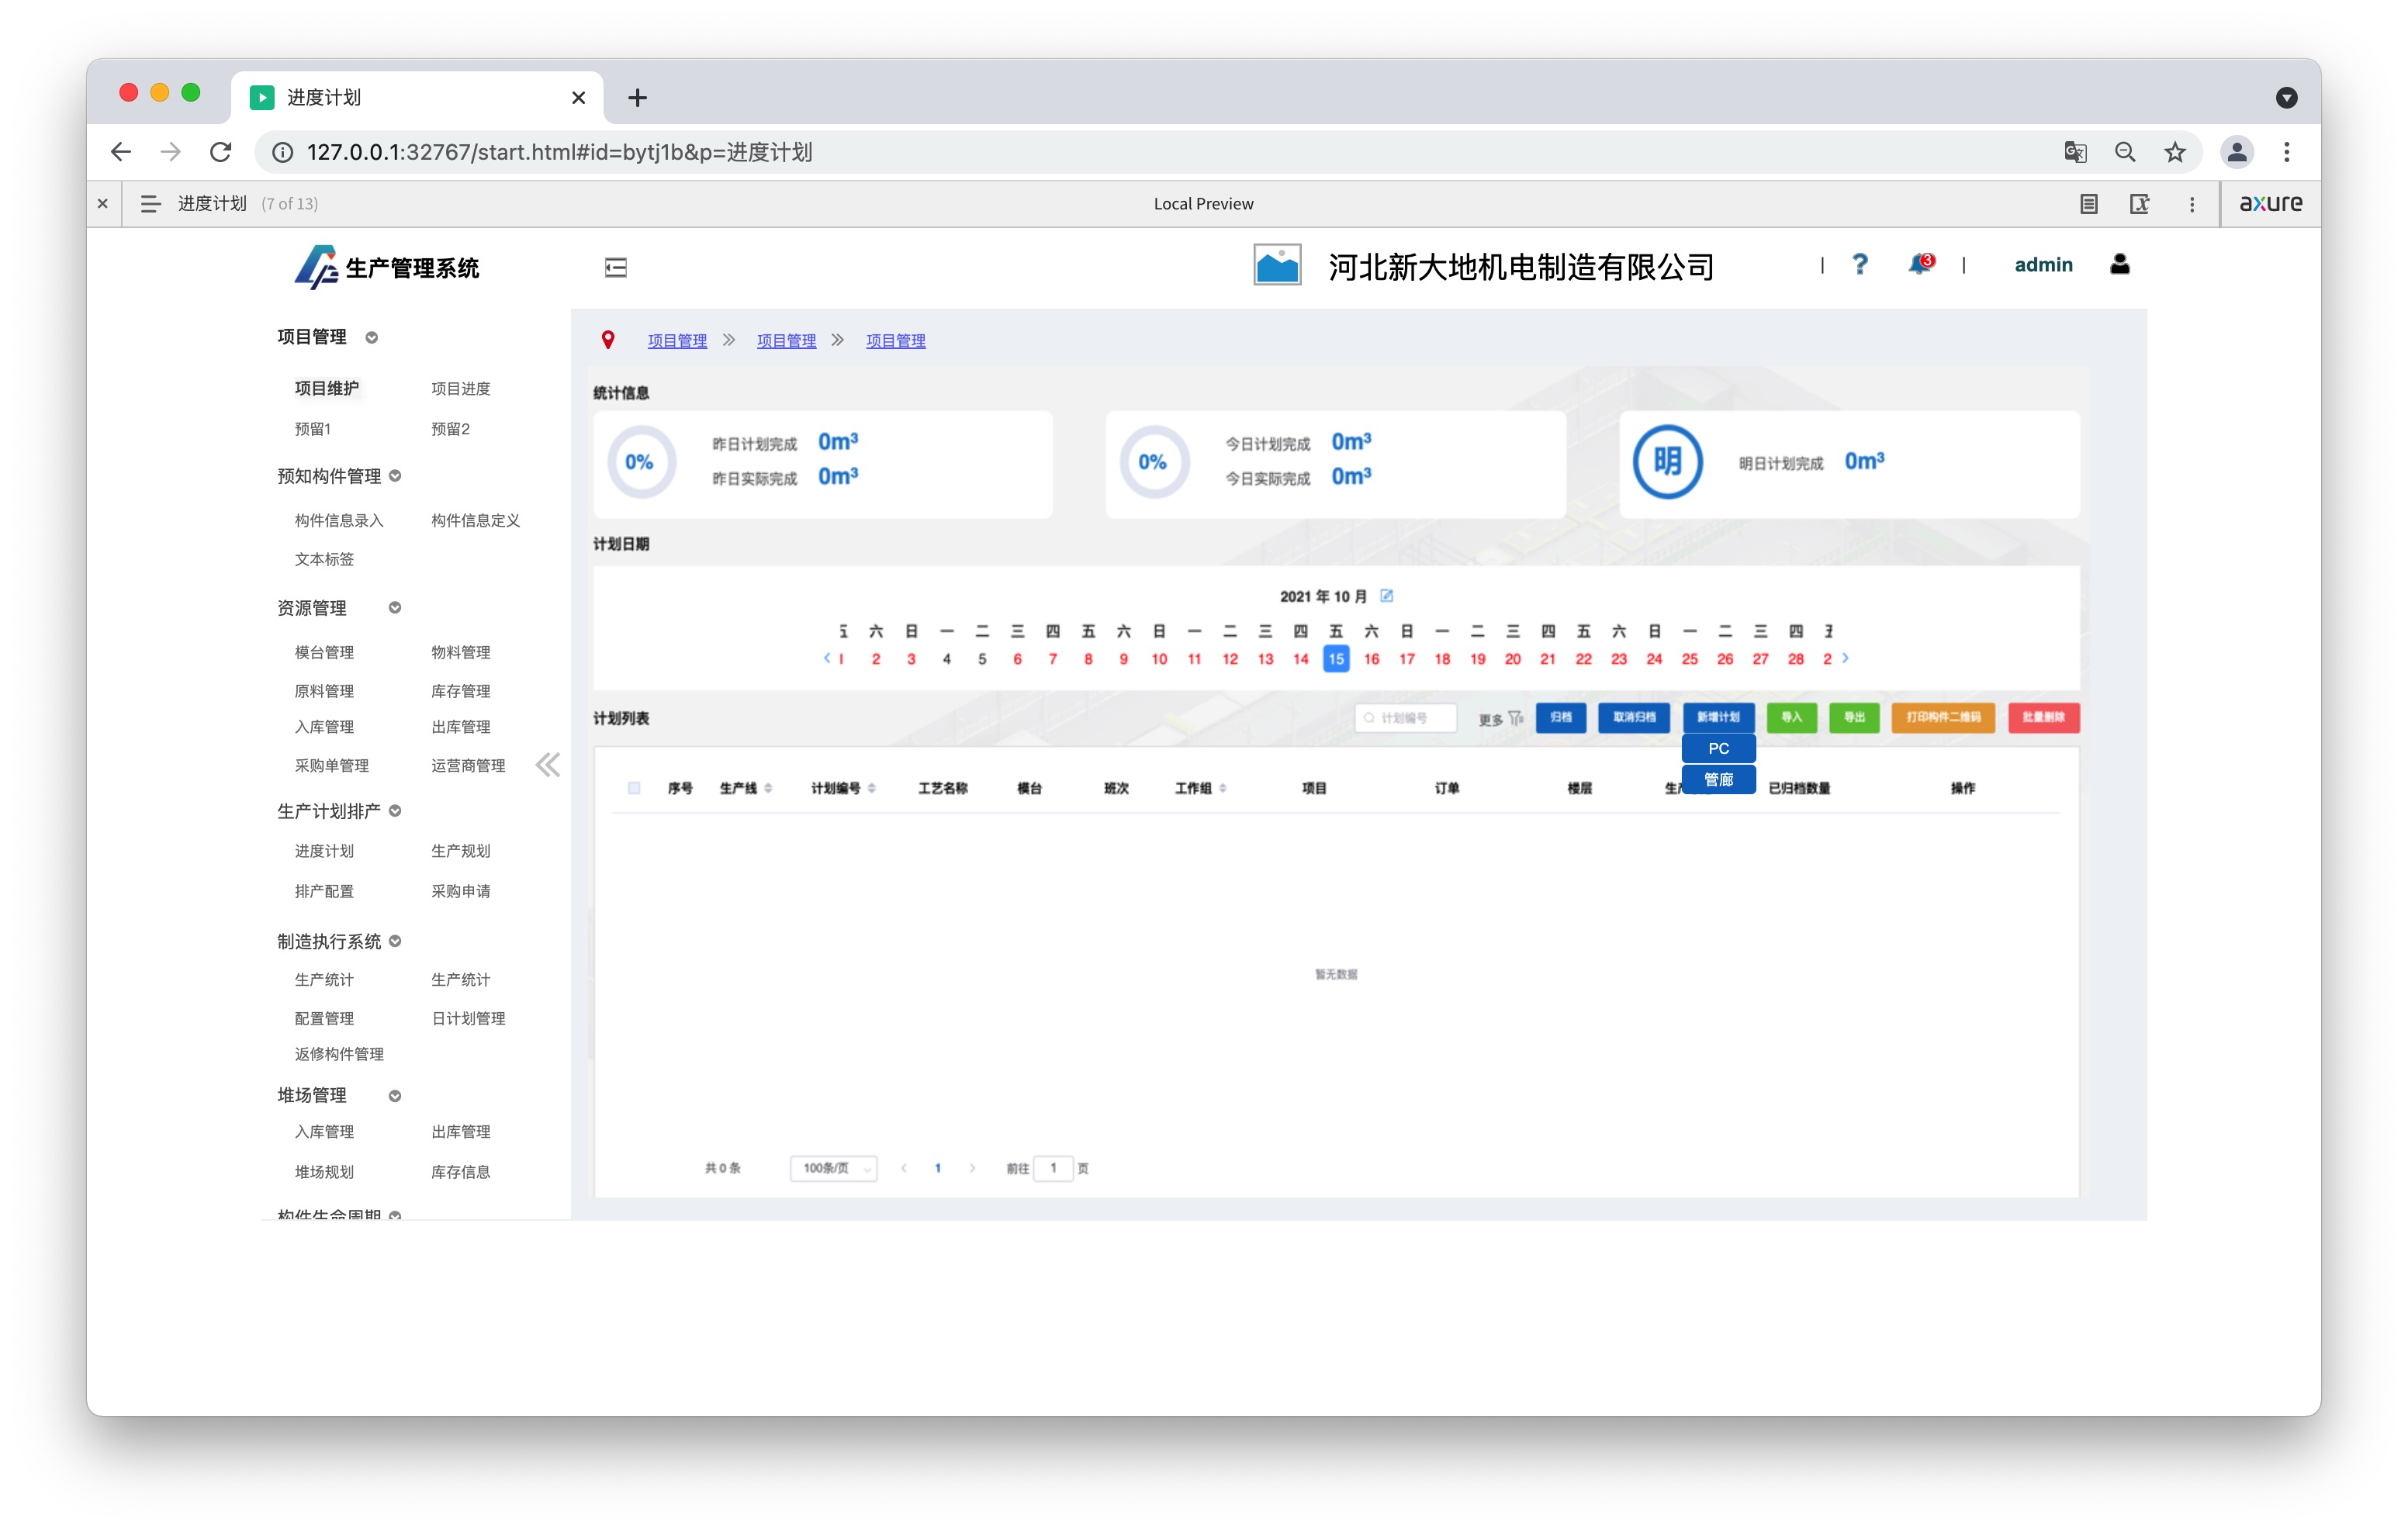 进度计划
127.0.0.1:32767/start.html#id=bytj1b&p=进度计划
进度计划 (7 of 13) Local Preview axure
生产管理系统 河北新大地机电制造有限公司 | ? 3 | admin
项目管理
项目维护 项目进度
预留1 预留2
预知构件管理
构件信息录入 构件信息定义
文本标签
资源管理
模台管理 物料管理
原料管理 库存管理
入库管理 出库管理
采购单管理 运营商管理
生产计划排产
进度计划 生产规划
排产配置 采购申请
制造执行系统
生产统计 生产统计
配置管理 日计划管理
返修构件管理
堆场管理
入库管理 出库管理
堆场规划 库存信息
构件生命周期
项目管理 项目管理 项目管理
统计信息
0% 昨日计划完成 0m³
昨日实际完成 0m³
0% 今日计划完成 0m³
今日实际完成 0m³
明 明日计划完成 0m³
计划日期
2021 年 10 月
五 六 日 一 二 三 四 五 六 日 一 二 三 四 五 六 日 一 二 三 四 五 六 日 一 二 三 四
2 3 4 5 6 7 8 9 10 11 12 13 14 15 16 17 18 19 20 21 22 23 24 25 26 27 28 2
计划列表 计划编号 更多 归档 取消归档 新增计划 导入 导出 打印构件二维码 批量删除
PC
管廊
序号 生产线 计划编号 工艺名称 模台 班次 工作组 项目 订单 楼层 生产 已归档数量 操作
暂无数据
共 0 条 100条/页 1 前往 1 页